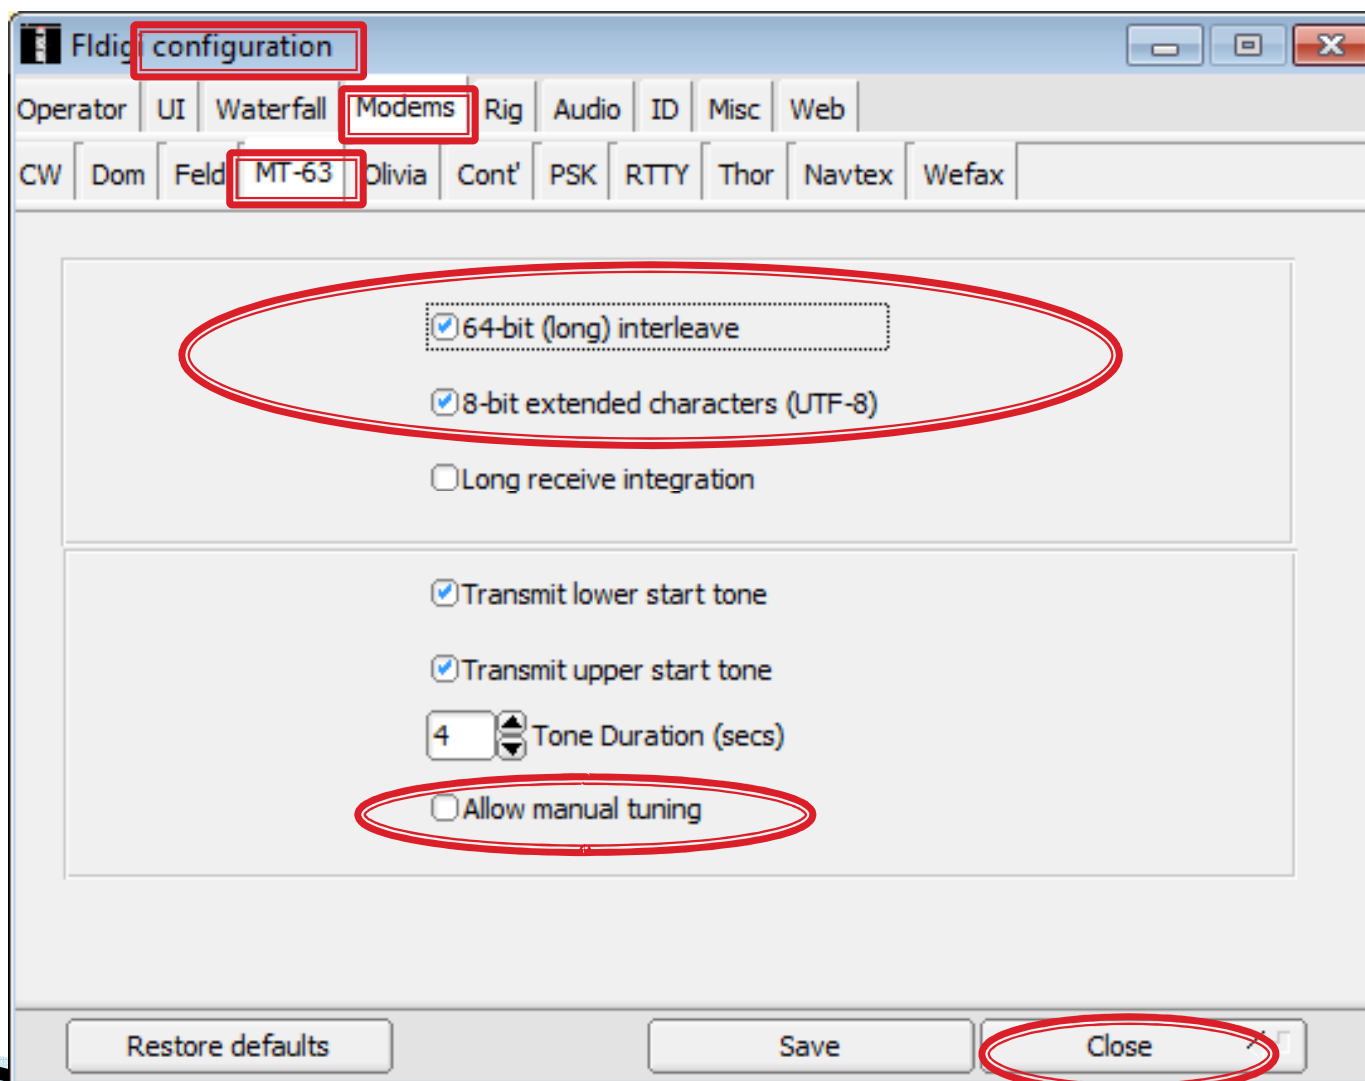 Fldigi configuration
Operator UI Waterfall Modems Rig Audio ID Misc Web
CW Dom Feld MT-63 Olivia Cont' PSK RTTY Thor Navtex Wefax
64-bit (long) interleave
8-bit extended characters (UTF-8)
Long receive integration
Transmit lower start tone
Transmit upper start tone
4 Tone Duration (secs)
Allow manual tuning
Restore defaults Save Close